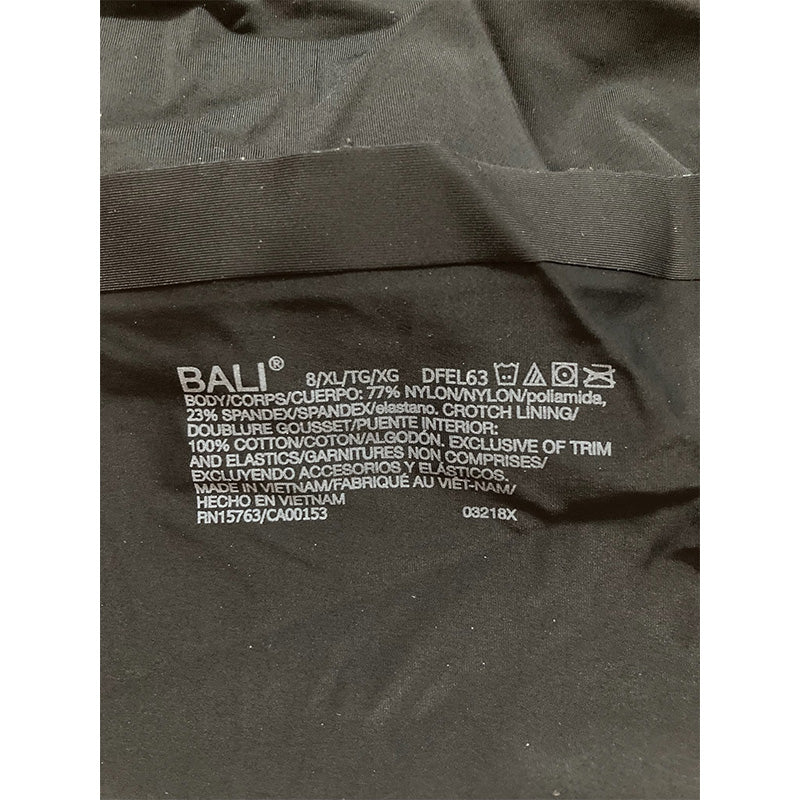 BALI® 8/XL/TG/XG DFEL63
BODY/CORPS/CUERPO: 77% NYLON/NYLON/poliamida,
23% SPANDEX/SPANDEX/elastano. CROTCH LINING/
DOUBLURE GOUSSET/PUENTE INTERIOR:
100% COTTON/COTON/ALGODÓN. EXCLUSIVE OF TRIM
AND ELASTICS/GARNITURES NON COMPRISES/
EXCLUYENDO ACCESORIOS Y ELÁSTICOS.
MADE IN VIETNAM/FABRIQUÉ AU VIÊT-NAM/
HECHO EN VIETNAM
RN15763/CA00153 03218X